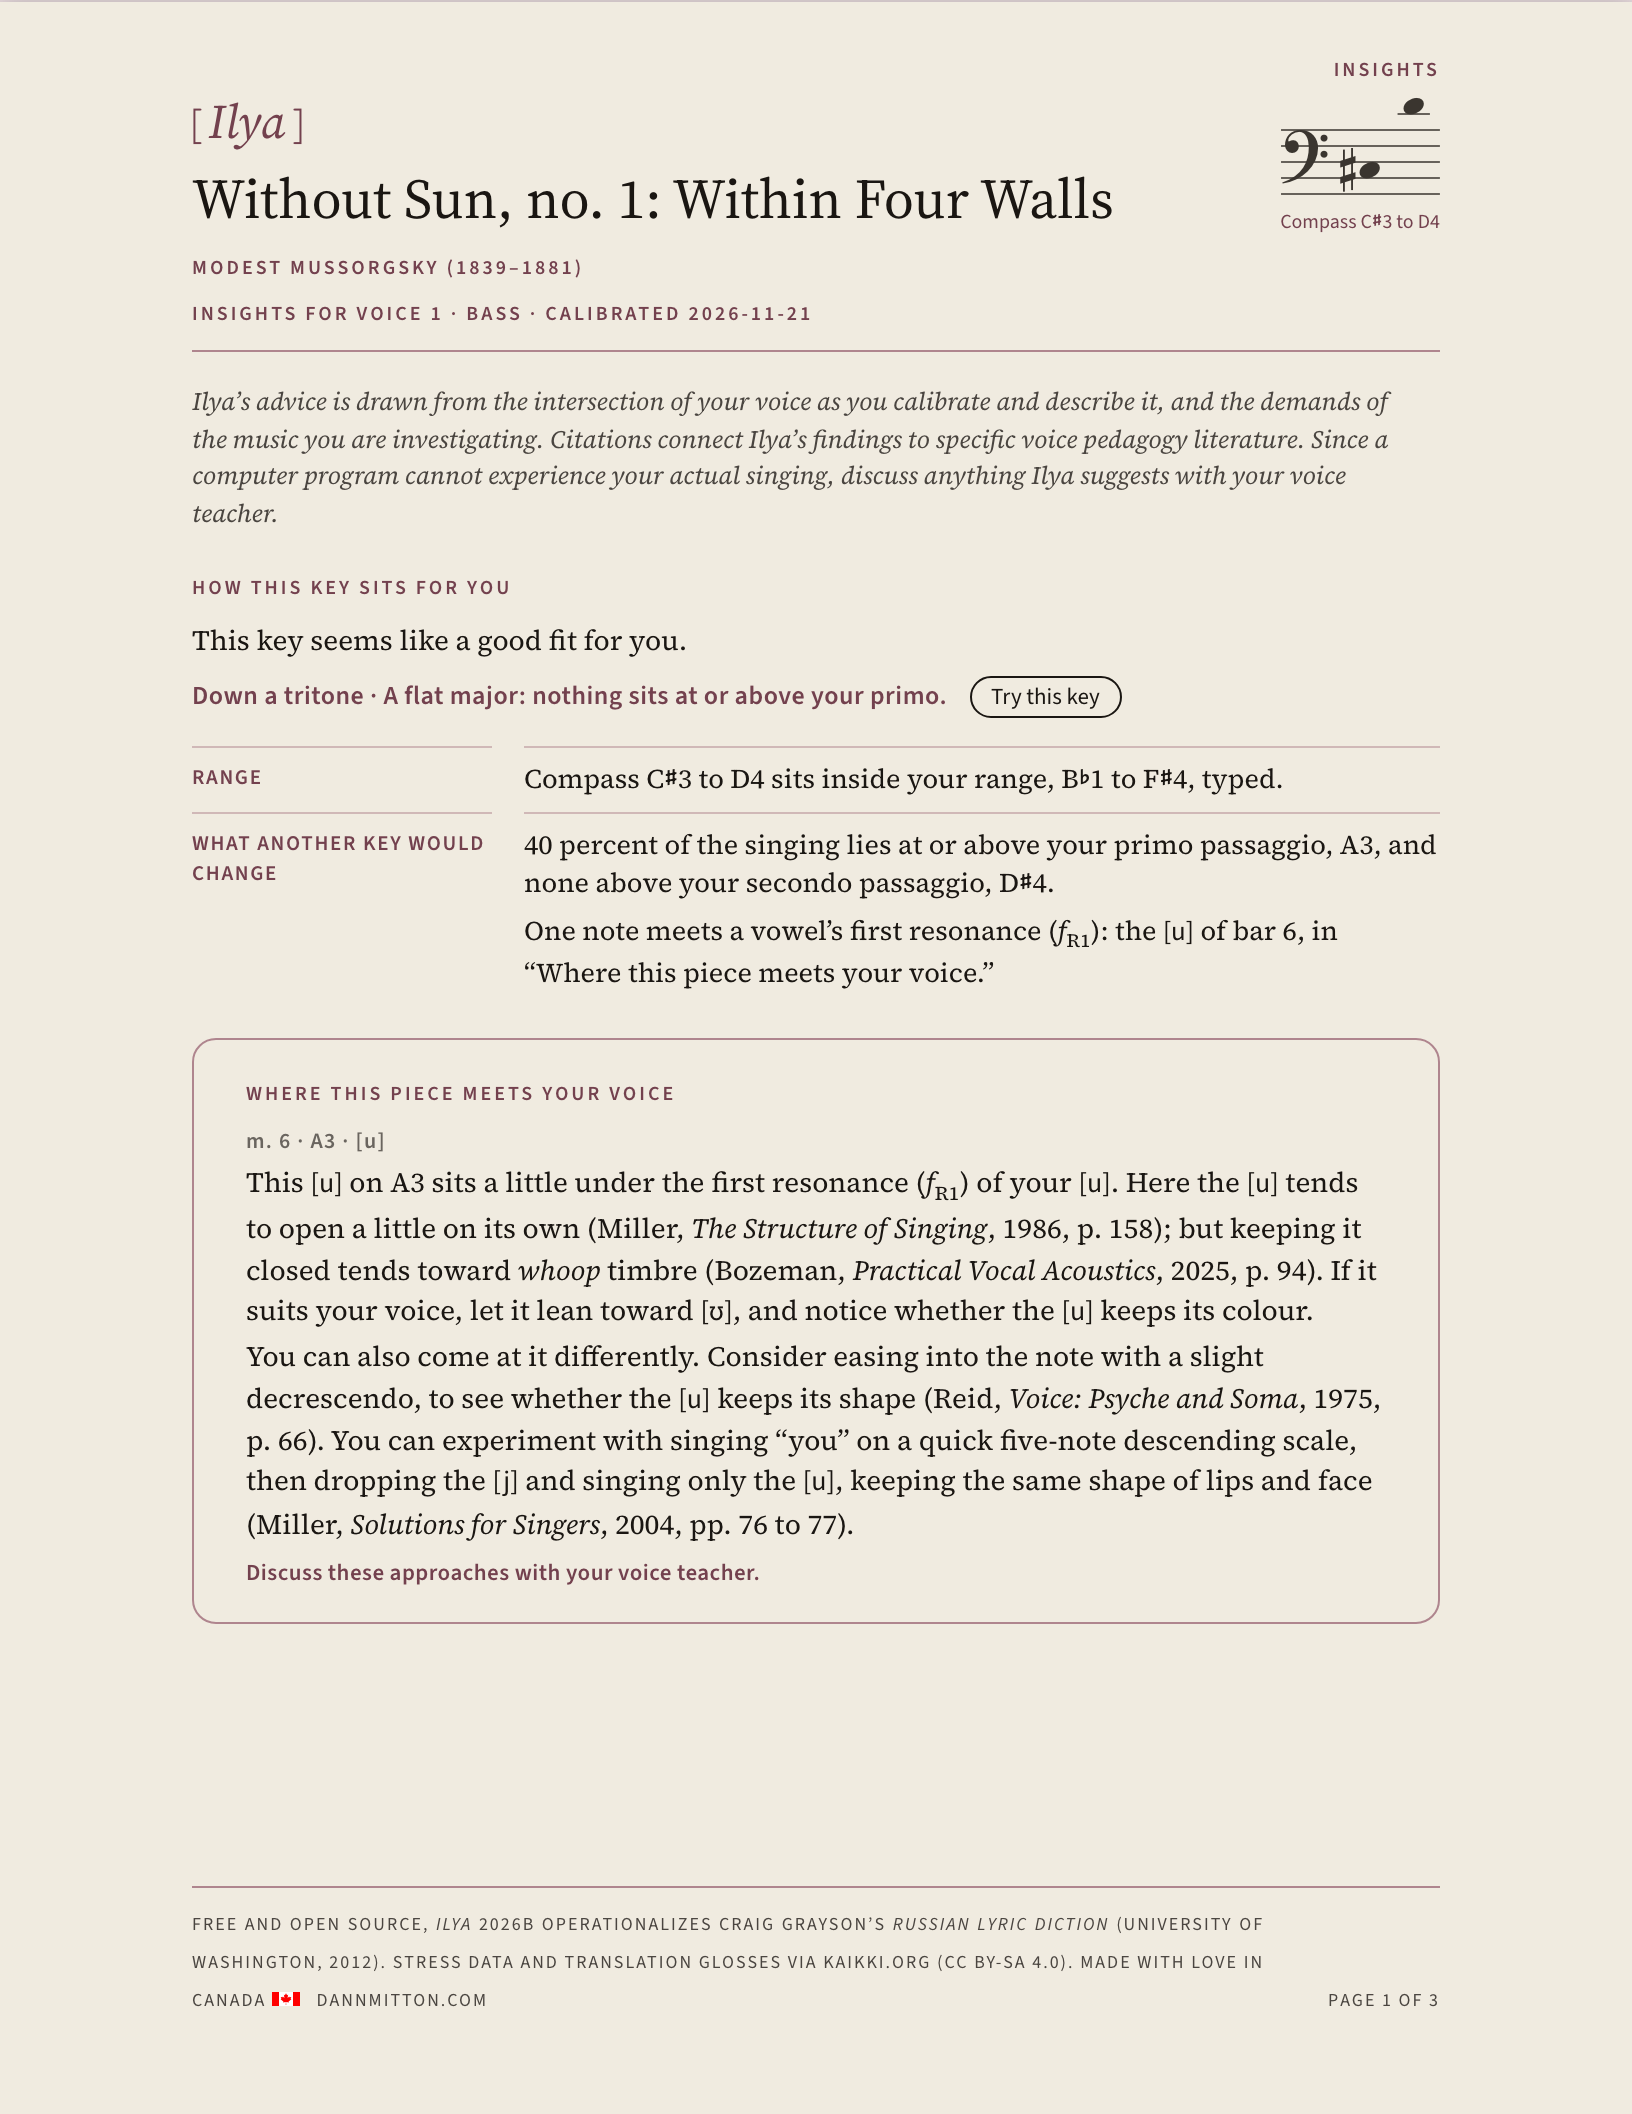 INSIGHTS
[Ilya]
Without Sun, no. 1: Within Four Walls
Compass C♯3 to D4
MODEST MUSSORGSKY (1839–1881)
INSIGHTS FOR VOICE 1 · BASS · CALIBRATED 2026-11-21
Ilya’s advice is drawn from the intersection of your voice as you calibrate and describe it, and the demands of
the music you are investigating. Citations connect Ilya’s findings to specific voice pedagogy literature. Since a
computer program cannot experience your actual singing, discuss anything Ilya suggests with your voice
teacher.
HOW THIS KEY SITS FOR YOU
This key seems like a good fit for you.
Down a tritone · A flat major: nothing sits at or above your primo. Try this key
RANGE
Compass C♯3 to D4 sits inside your range, B♭1 to F♯4, typed.
WHAT ANOTHER KEY WOULD
CHANGE
40 percent of the singing lies at or above your primo passaggio, A3, and
none above your secondo passaggio, D♯4.
One note meets a vowel’s first resonance (fR1): the [u] of bar 6, in
“Where this piece meets your voice.”
WHERE THIS PIECE MEETS YOUR VOICE
m. 6 · A3 · [u]
This [u] on A3 sits a little under the first resonance (fR1) of your [u]. Here the [u] tends
to open a little on its own (Miller, The Structure of Singing, 1986, p. 158); but keeping it
closed tends toward whoop timbre (Bozeman, Practical Vocal Acoustics, 2025, p. 94). If it
suits your voice, let it lean toward [ʊ], and notice whether the [u] keeps its colour.
You can also come at it differently. Consider easing into the note with a slight
decrescendo, to see whether the [u] keeps its shape (Reid, Voice: Psyche and Soma, 1975,
p. 66). You can experiment with singing “you” on a quick five-note descending scale,
then dropping the [j] and singing only the [u], keeping the same shape of lips and face
(Miller, Solutions for Singers, 2004, pp. 76 to 77).
Discuss these approaches with your voice teacher.
FREE AND OPEN SOURCE, ILYA 2026B OPERATIONALIZES CRAIG GRAYSON’S RUSSIAN LYRIC DICTION (UNIVERSITY OF
WASHINGTON, 2012). STRESS DATA AND TRANSLATION GLOSSES VIA KAIKKI.ORG (CC BY-SA 4.0). MADE WITH LOVE IN
CANADA 🇨🇦 DANNMITTON.COM
PAGE 1 OF 3